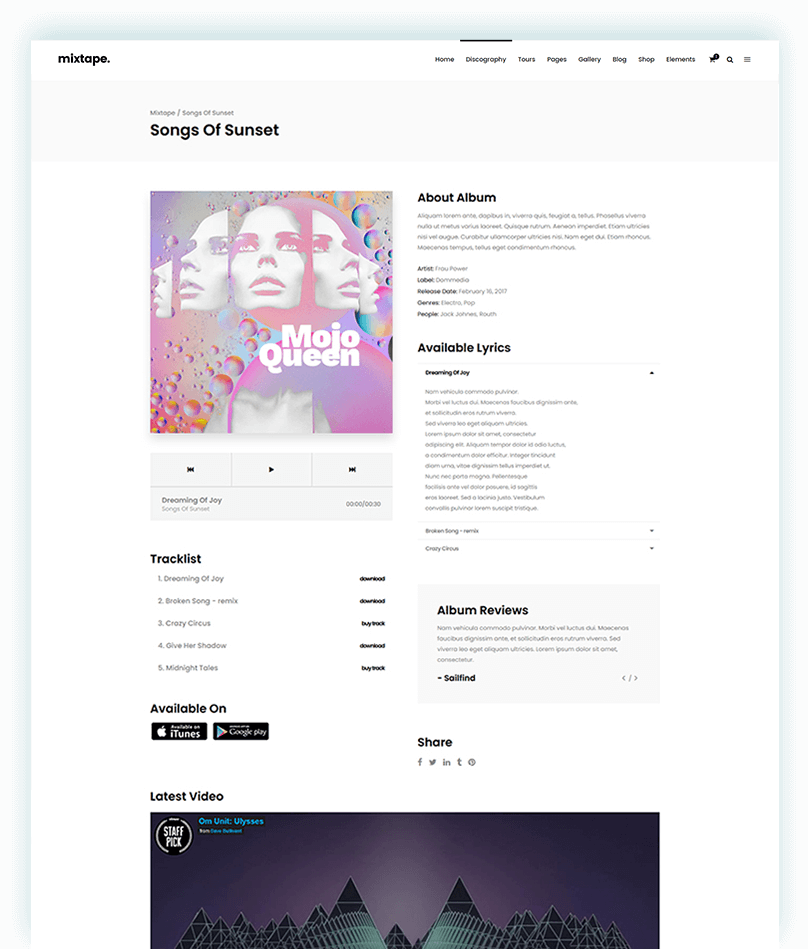 mixtape.
Home Discography Tours Pages Gallery Blog Shop Elements
Mixtape / Songs Of Sunset
Songs Of Sunset
Mojo
Queen
Dreaming Of Joy
Songs Of Sunset
00:00/00:30
Tracklist
1. Dreaming Of Joy download
2. Broken Song - remix download
3. Crazy Circus buy track
4. Give Her Shadow download
5. Midnight Tales buy track
Available On
Available on
iTunes
Google play
About Album
Aliquam lorem ante, dapibus in, viverra quis, feugiat a, tellus. Phasellus viverra
nulla ut metus varius laoreet. Quisque rutrum. Aenean imperdiet. Etiam ultricies
nisi vel augue. Curabitur ullamcorper ultricies nisi. Nam eget dui. Etiam rhoncus.
Maecenas tempus, tellus eget condimentum rhoncus.
Artist: Frau Power
Label: Dammedia
Release Date: February 16, 2017
Genres: Electro, Pop
People: Jack Johnes, Routh
Available Lyrics
Dreaming Of Joy
Nam vehicula commodo pulvinar.
Morbi vel luctus dui. Maecenas faucibus dignissim ante,
et sollicitudin eros rutrum viverra.
Sed viverra leo eget aliquam ultricies.
Lorem ipsum dolor sit amet, consectetur
adipiscing elit. Aliquam tempor dolor id odio luctus,
a condimentum dolor efficitur. Integer tincidunt
diam urna, vitae dignissim tellus imperdiet ut.
Nunc nec porta magna. Pellentesque
facilisis ante vel dolor posuere, id sagittis
eros laoreet. Sed a lacinia justo. Vestibulum
convallis pulvinar lorem suscipit tristique.
Broken Song - remix
Crazy Circus
Album Reviews
Nam vehicula commodo pulvinar. Morbi vel luctus dui. Maecenas
faucibus dignissim ante, et sollicitudin eros rutrum viverra. Sed
viverra leo eget aliquam ultricies. Lorem ipsum dolor sit amet,
consectetur.
- Sailfind
< / >
Share
Latest Video
STAFF
PICK
Om Unit: Ulysses
from